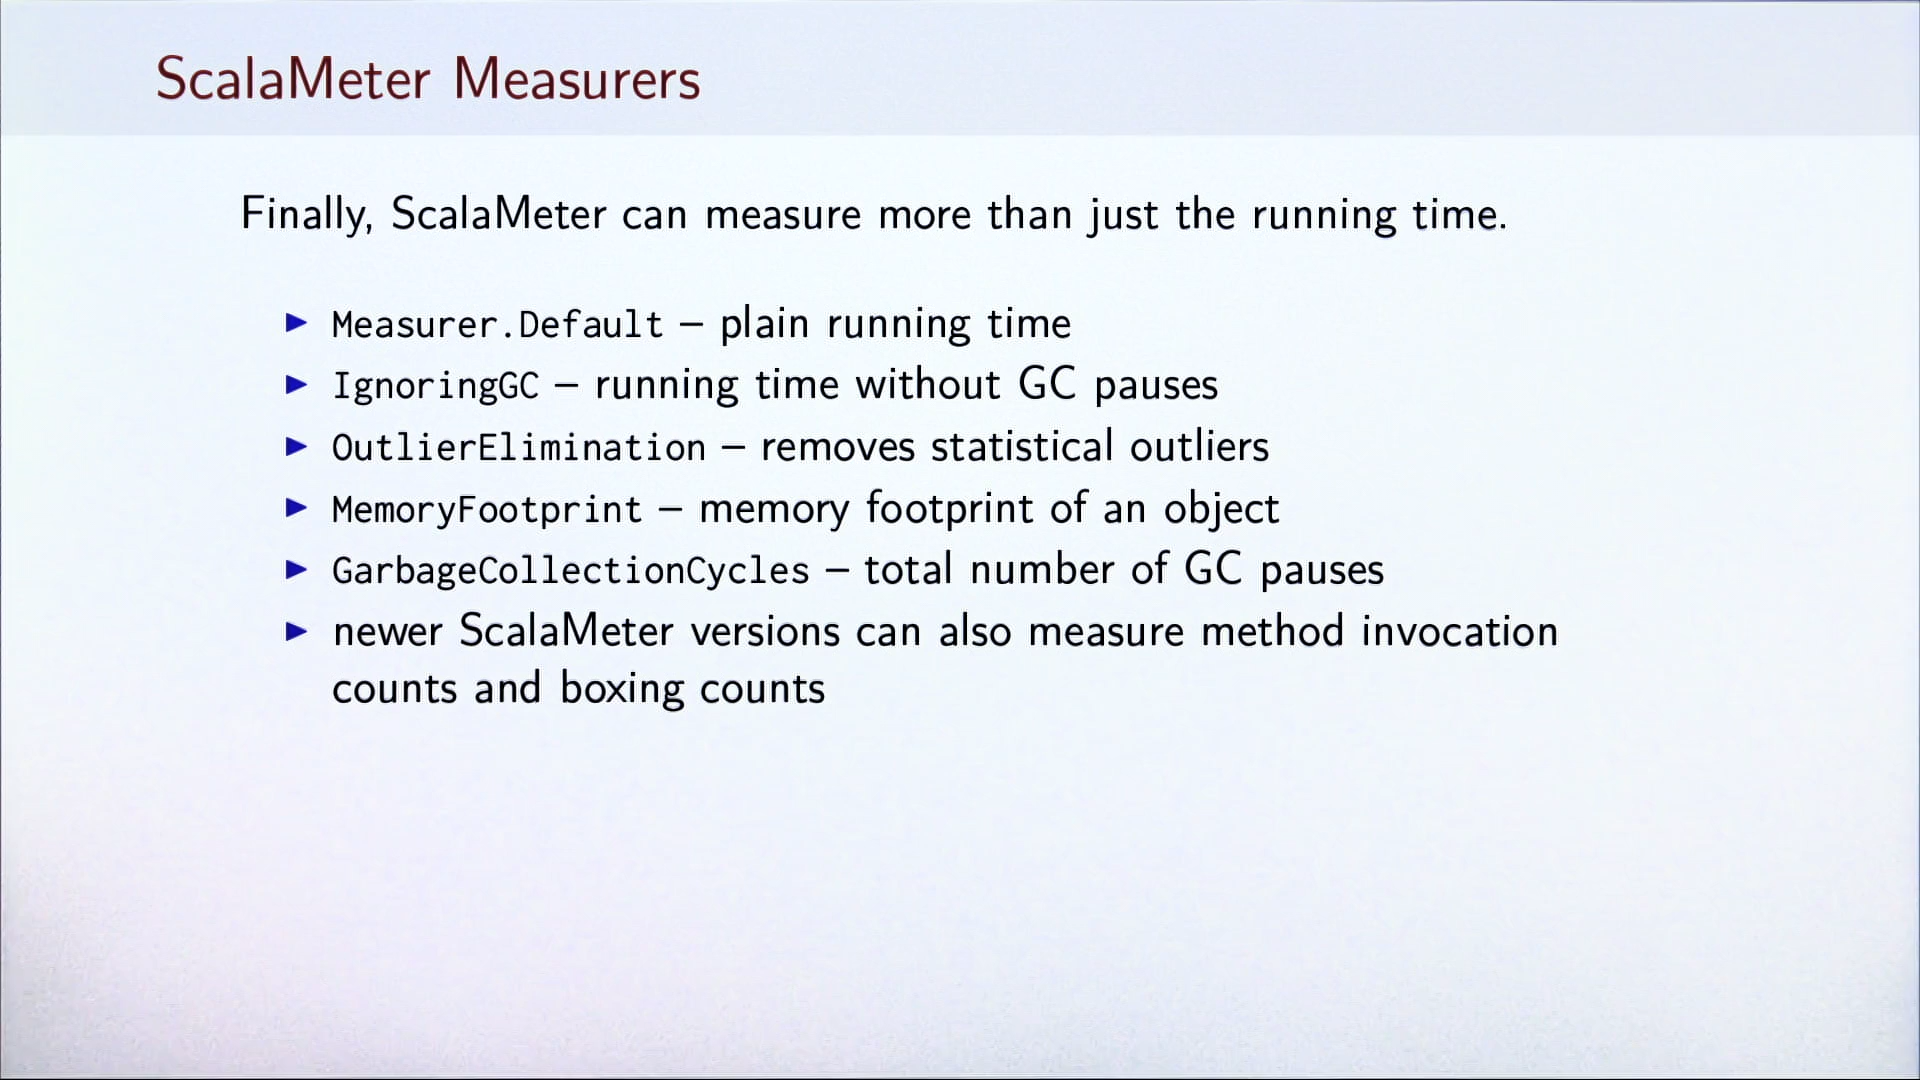 ScalaMeter Measurers
Finally, ScalaMeter can measure more than just the running time.
▶ Measurer.Default – plain running time
▶ IgnoringGC – running time without GC pauses
▶ OutlierElimination – removes statistical outliers
▶ MemoryFootprint – memory footprint of an object
▶ GarbageCollectionCycles – total number of GC pauses
▶ newer ScalaMeter versions can also measure method invocation
counts and boxing counts